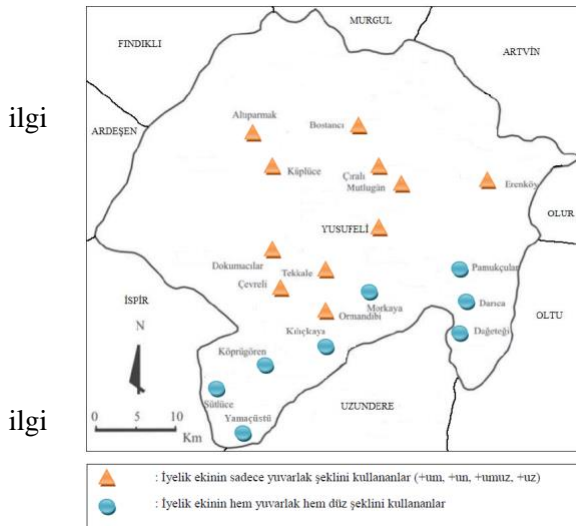 MURGUL
FINDIKLI
ARTVİN
ilgi
Altıparmak
Bostancı
ARDEŞEN
Küplüce
Çıralı
Mutlugün
Erenköy
OLUR
YUSUFELİ
Dokumacılar
Tekkale
Pamukçular
Çevreli
İSPİR
Morkaya
Darıca
OLTU
N
Ormandibi
Dağeteği
Kılıçkaya
Köprügören
ilgi
Sütlüce
UZUNDERE
0 5 10
Yamaçüstü
Km
: İyelik ekinin sadece yuvarlak şeklini kullananlar (+um, +un, +umuz, +uz)
: İyelik ekinin hem yuvarlak hem düz şeklini kullananlar